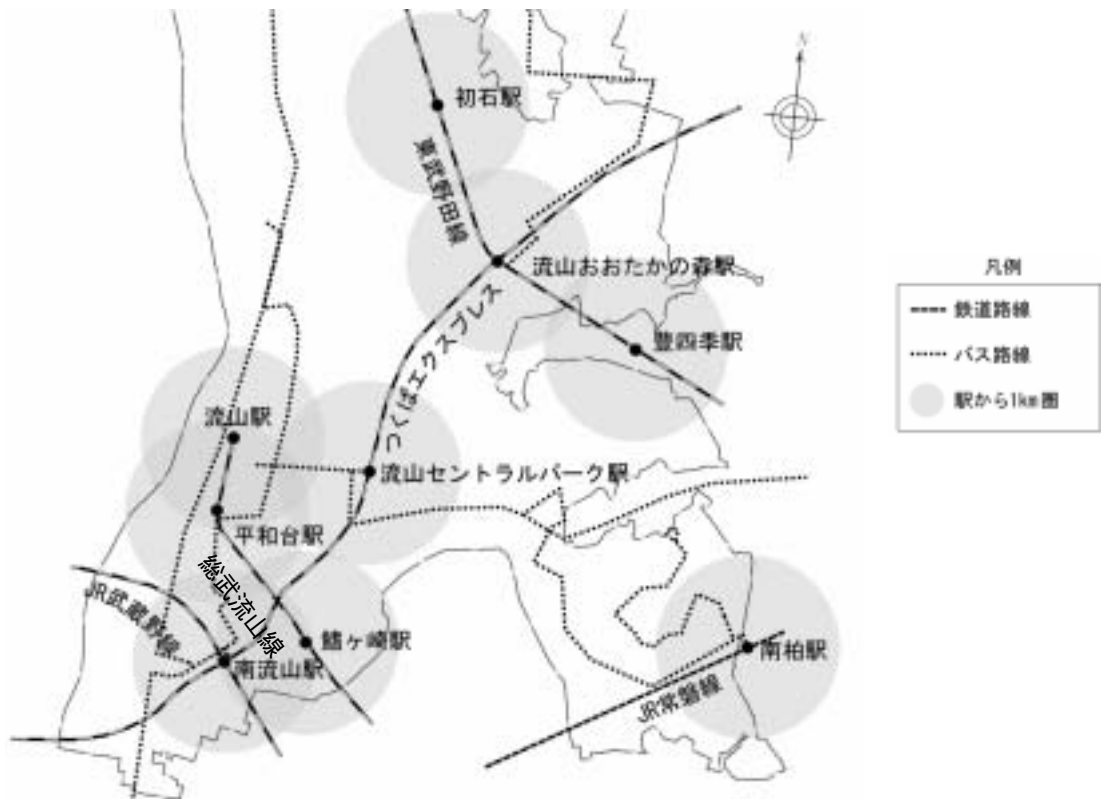 N
初石駅
東武野田線
流山おおたかの森駅
つくばエクスプレス
豊四季駅
流山駅
流山セントラルパーク駅
平和台駅
総武流山線
JR武蔵野線
鰭ヶ崎駅
南流山駅
南柏駅
JR常磐線
凡例
鉄道路線
バス路線
駅から1km圏